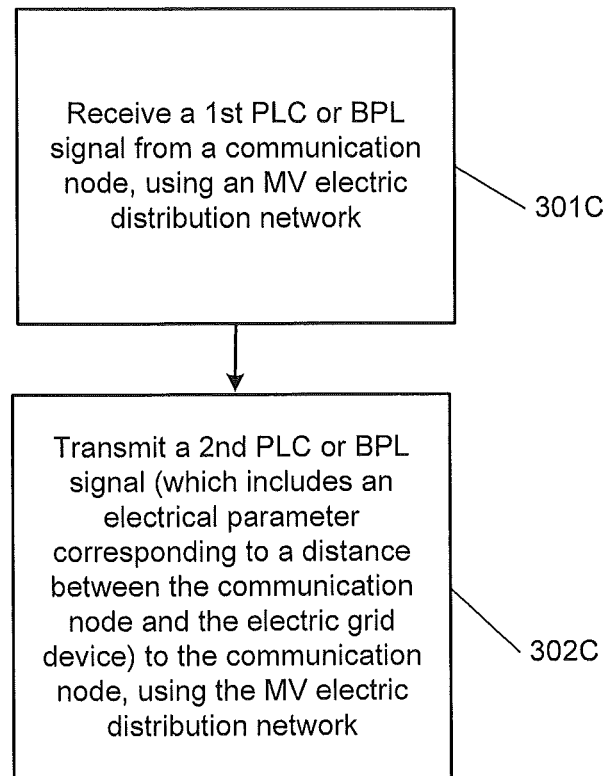 Receive a 1st PLC or BPL
signal from a communication
node, using an MV electric
distribution network
301C
Transmit a 2nd PLC or BPL
signal (which includes an
electrical parameter
corresponding to a distance
between the communication
node and the electric grid
device) to the communication
node, using the MV electric
distribution network
302C